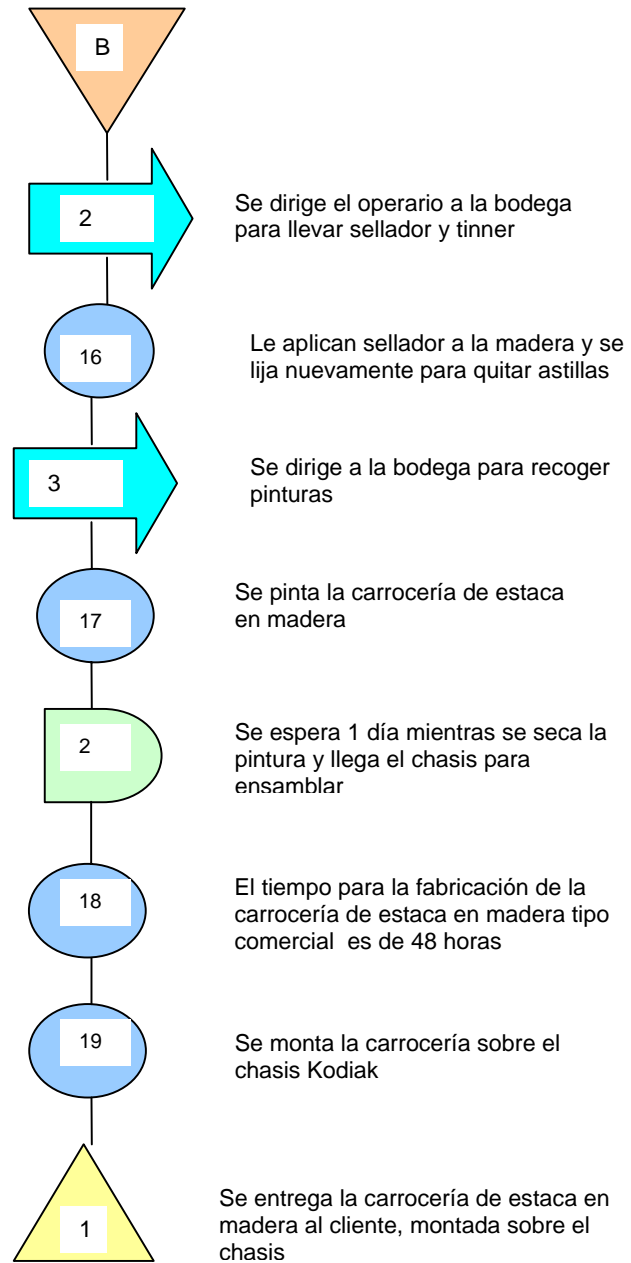 B
2
Se dirige el operario a la bodega
para llevar sellador y tinner
16
Le aplican sellador a la madera y se
lija nuevamente para quitar astillas
3
Se dirige a la bodega para recoger
pinturas
17
Se pinta la carrocería de estaca
en madera
2
Se espera 1 día mientras se seca la
pintura y llega el chasis para
ensamblar
18
El tiempo para la fabricación de la
carrocería de estaca en madera tipo
comercial es de 48 horas
19
Se monta la carrocería sobre el
chasis Kodiak
1
Se entrega la carrocería de estaca en
madera al cliente, montada sobre el
chasis